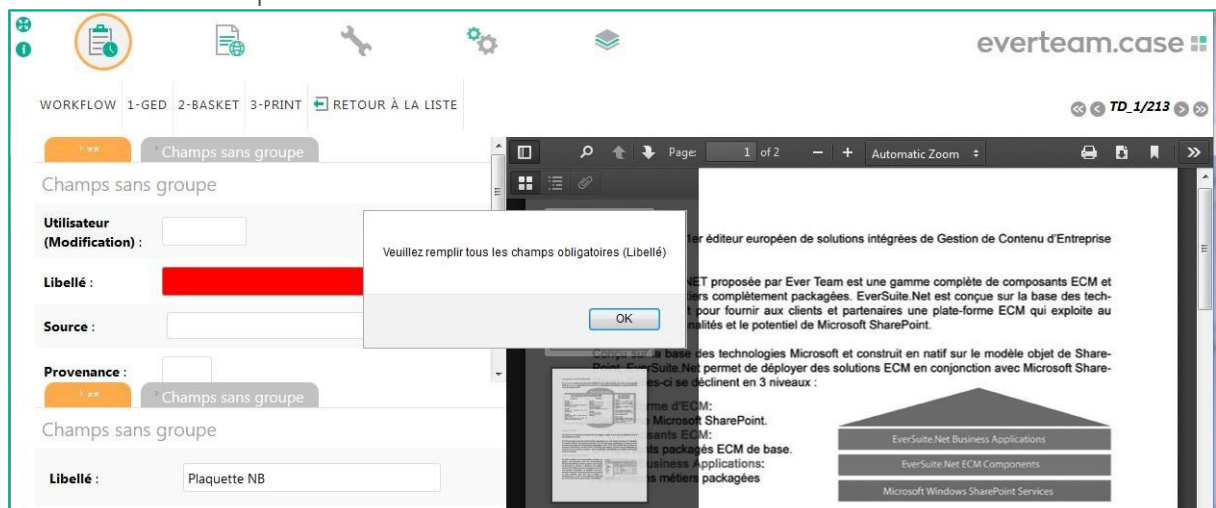 everteam.case
WORKFLOW 1-GED 2-BASKET 3-PRINT RETOUR À LA LISTE
TD_1/213
**
Champs sans groupe
Champs sans groupe
Utilisateur
(Modification) :
Libellé :
Source :
Provenance :
**
Champs sans groupe
Champs sans groupe
Libellé :
Plaquette NB
Veuillez remplir tous les champs obligatoires (Libellé)
OK
Page: 1 of 2
Automatic Zoom
1er éditeur européen de solutions intégrées de Gestion de Contenu d'Entreprise
NET proposée par Ever Team est une gamme complète de composants ECM et
complètement packagées. EverSuite.Net est conçue sur la base des tech-
pour fournir aux clients et partenaires une plate-forme ECM qui exploite au
et le potentiel de Microsoft SharePoint.
Conçu sur la base des technologies Microsoft et construit en natif sur le modèle objet de Share-
Point, EverSuite.Net permet de déployer des solutions ECM en conjonction avec Microsoft Share-
se déclinent en 3 niveaux :
d'ECM:
Microsoft SharePoint.
ECM:
packagés ECM de base.
Business Applications:
métiers packagées
EverSuite.Net Business Applications
EverSuite.Net ECM Components
Microsoft Windows SharePoint Services